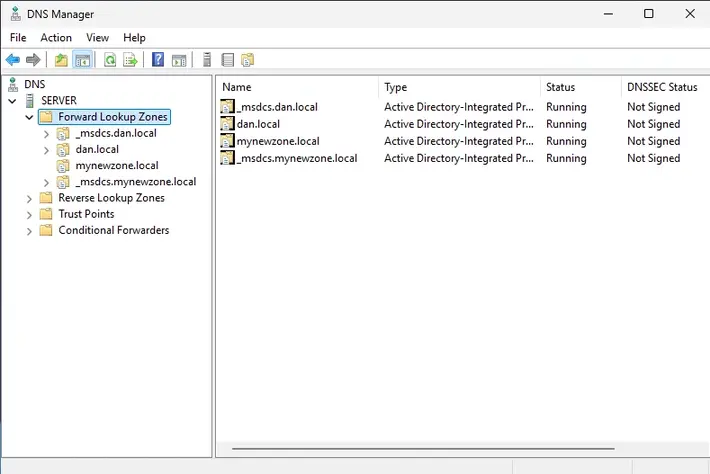 DNS Manager
File Action View Help
DNS
SERVER
Forward Lookup Zones
_msdcs.dan.local
dan.local
mynewzone.local
_msdcs.mynewzone.local
Reverse Lookup Zones
Trust Points
Conditional Forwarders
Name Type Status DNSSEC Status
_msdcs.dan.local Active Directory-Integrated Pr... Running Not Signed
dan.local Active Directory-Integrated Pr... Running Not Signed
mynewzone.local Active Directory-Integrated Pr... Running Not Signed
_msdcs.mynewzone.local Active Directory-Integrated Pr... Running Not Signed